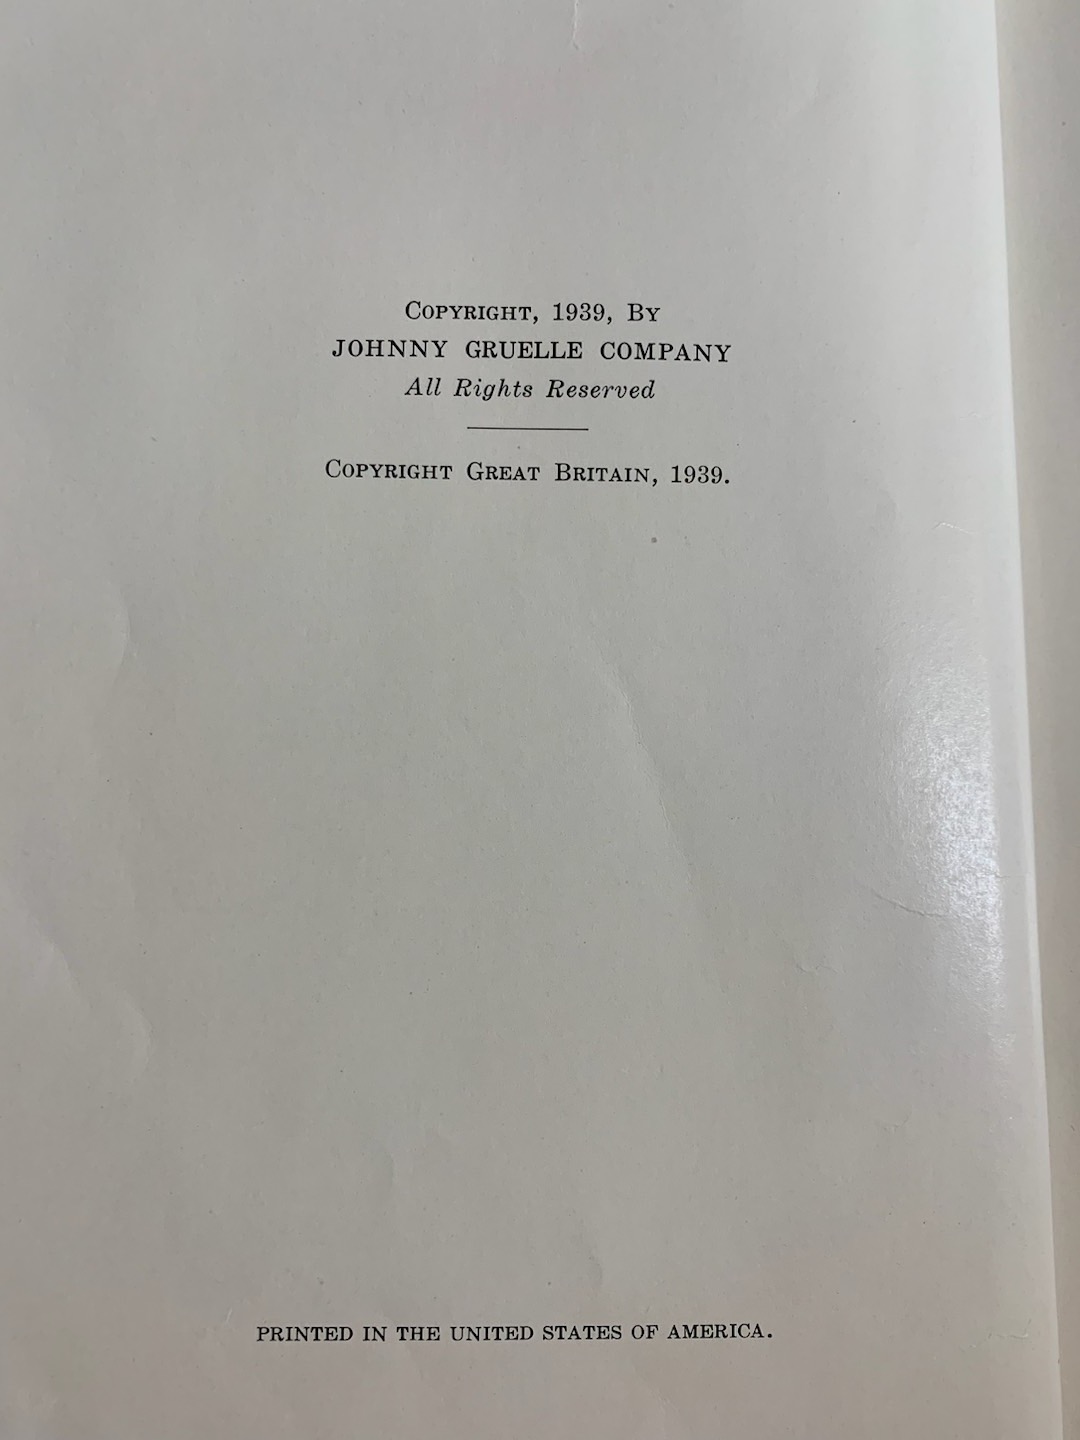 Copyright, 1939, By
JOHNNY GRUELLE COMPANY
All Rights Reserved
Copyright Great Britain, 1939.
PRINTED IN THE UNITED STATES OF AMERICA.